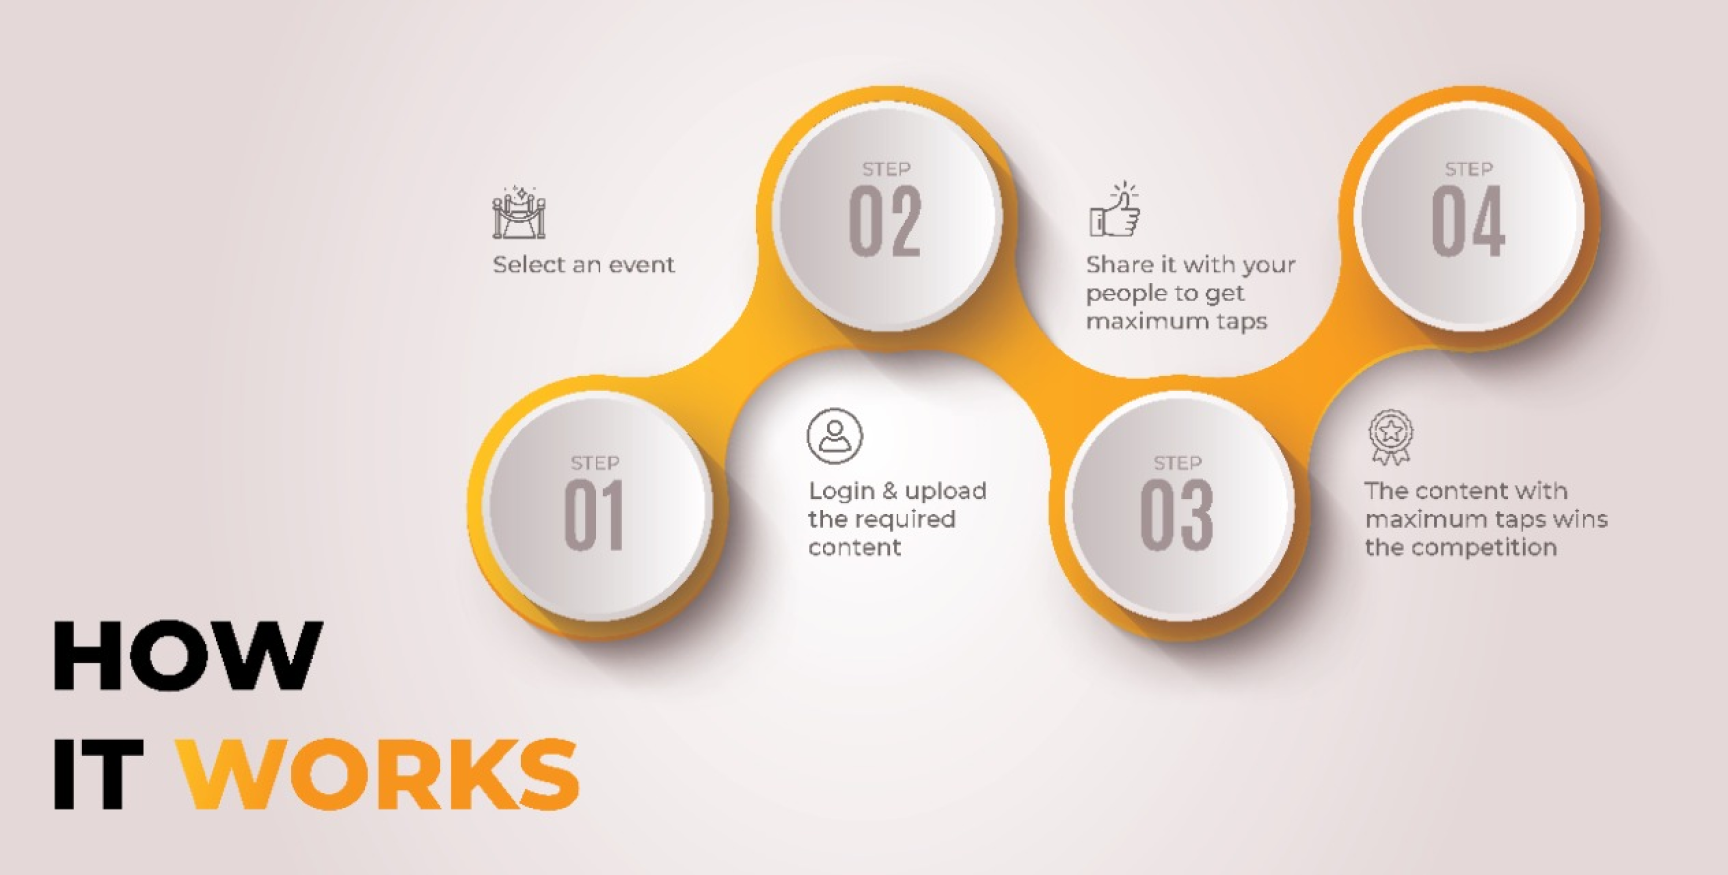 STEP
01
Select an event
STEP
02
Login & upload
the required
content
STEP
03
Share it with your
people to get
maximum taps
STEP
04
The content with
maximum taps wins
the competition
HOW
IT WORKS